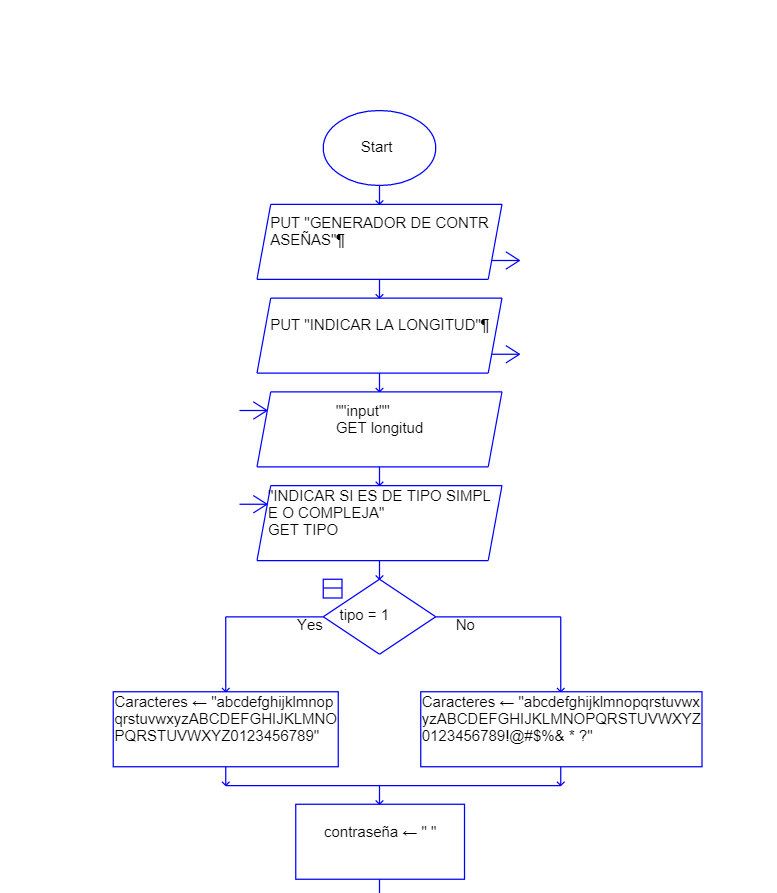 Start
PUT "GENERADOR DE CONTR
ASEÑAS"¶
PUT "INDICAR LA LONGITUD"¶
""input""
GET longitud
"INDICAR SI ES DE TIPO SIMPL
E O COMPLEJA"
GET TIPO
tipo = 1
Yes
No
Caracteres ← "abcdefghijklmnop
qrstuvwxyzABCDEFGHIJKLMNO
PQRSTUVWXYZ0123456789"
Caracteres ← "abcdefghijklmnopqrstuvwx
yzABCDEFGHIJKLMNOPQRSTUVWXYZ
0123456789!@#$%& * ?"
contraseña ← " "